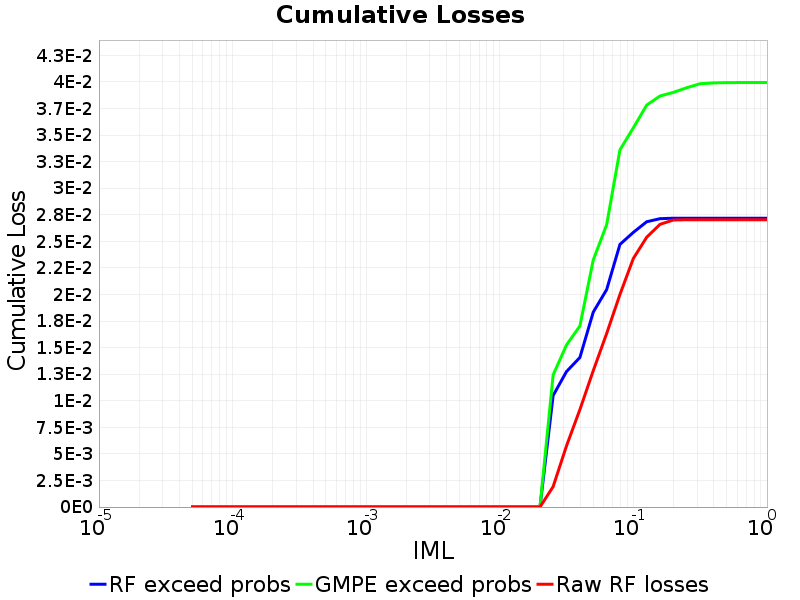 Cumulative Losses
4.3E-2
4E-2
3.7E-2
3.5E-2
3.3E-2
3E-2
2.8E-2
2.5E-2
2.2E-2
2E-2
1.8E-2
1.5E-2
1.3E-2
1E-2
7.5E-3
5E-3
2.5E-3
0E0
Cumulative Loss
10^-5 10^-4 10^-3 10^-2 10^-1 10^0
IML
RF exceed probs GMPE exceed probs Raw RF losses